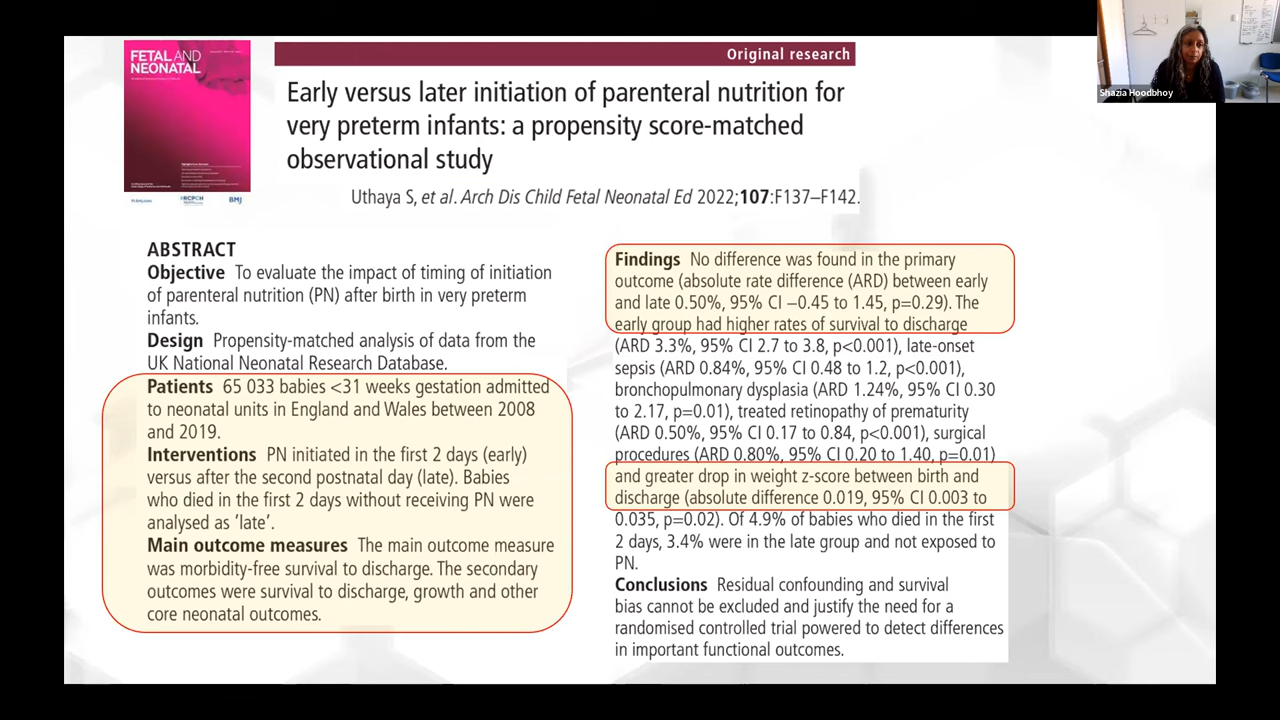 FETAL AND
NEONATAL
RCPCH
BMJ
Original research
Early versus later initiation of parenteral nutrition for
very preterm infants: a propensity score-matched
observational study
Uthaya S, et al. Arch Dis Child Fetal Neonatal Ed 2022;107:F137–F142.
ABSTRACT
Objective To evaluate the impact of timing of initiation
of parenteral nutrition (PN) after birth in very preterm
infants.
Design Propensity-matched analysis of data from the
UK National Neonatal Research Database.
Patients 65 033 babies <31 weeks gestation admitted
to neonatal units in England and Wales between 2008
and 2019.
Interventions PN initiated in the first 2 days (early)
versus after the second postnatal day (late). Babies
who died in the first 2 days without receiving PN were
analysed as ‘late’.
Main outcome measures The main outcome measure
was morbidity-free survival to discharge. The secondary
outcomes were survival to discharge, growth and other
core neonatal outcomes.
Findings No difference was found in the primary
outcome (absolute rate difference (ARD) between early
and late 0.50%, 95% CI −0.45 to 1.45, p=0.29). The
early group had higher rates of survival to discharge
(ARD 3.3%, 95% CI 2.7 to 3.8, p<0.001), late-onset
sepsis (ARD 0.84%, 95% CI 0.48 to 1.2, p<0.001),
bronchopulmonary dysplasia (ARD 1.24%, 95% CI 0.30
to 2.17, p=0.01), treated retinopathy of prematurity
(ARD 0.50%, 95% CI 0.17 to 0.84, p<0.001), surgical
procedures (ARD 0.80%, 95% CI 0.20 to 1.40, p=0.01)
and greater drop in weight z-score between birth and
discharge (absolute difference 0.019, 95% CI 0.003 to
0.035, p=0.02). Of 4.9% of babies who died in the first
2 days, 3.4% were in the late group and not exposed to
PN.
Conclusions Residual confounding and survival
bias cannot be excluded and justify the need for a
randomised controlled trial powered to detect differences
in important functional outcomes.
Shazia Hoodbhoy